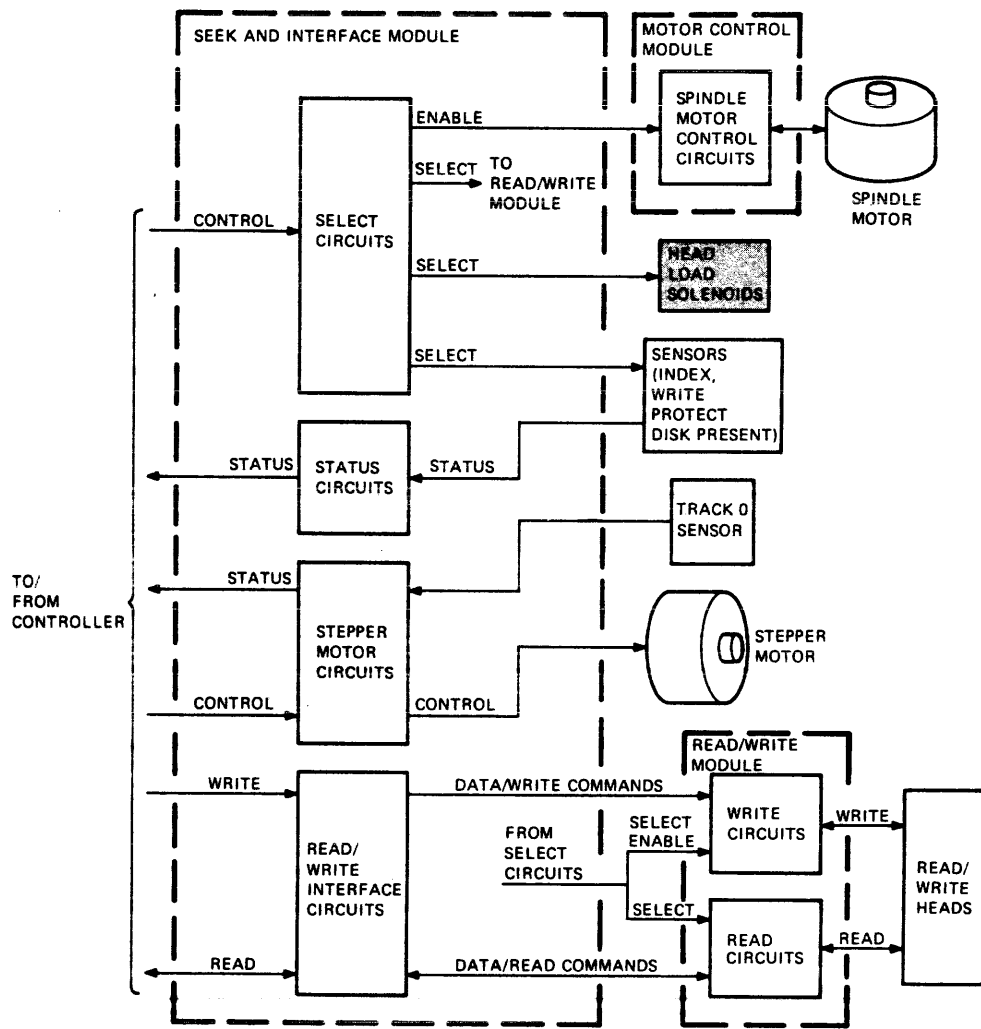 SEEK AND INTERFACE MODULE
MOTOR CONTROL
MODULE
ENABLE
SPINDLE
MOTOR
CONTROL
CIRCUITS
SPINDLE
MOTOR
SELECT
TO
READ/WRITE
MODULE
CONTROL
SELECT
CIRCUITS
SELECT
HEAD
LOAD
SOLENOIDS
SELECT
SENSORS
(INDEX,
WRITE
PROTECT
DISK PRESENT)
STATUS
STATUS
CIRCUITS
STATUS
TRACK 0
SENSOR
TO/
FROM
CONTROLLER
STATUS
STEPPER
MOTOR
CIRCUITS
STEPPER
MOTOR
CONTROL
CONTROL
READ/WRITE
MODULE
WRITE
DATA/WRITE COMMANDS
READ/
WRITE
INTERFACE
CIRCUITS
FROM
SELECT
CIRCUITS
SELECT
ENABLE
WRITE
CIRCUITS
WRITE
READ/
WRITE
HEADS
SELECT
READ
CIRCUITS
READ
READ
DATA/READ COMMANDS